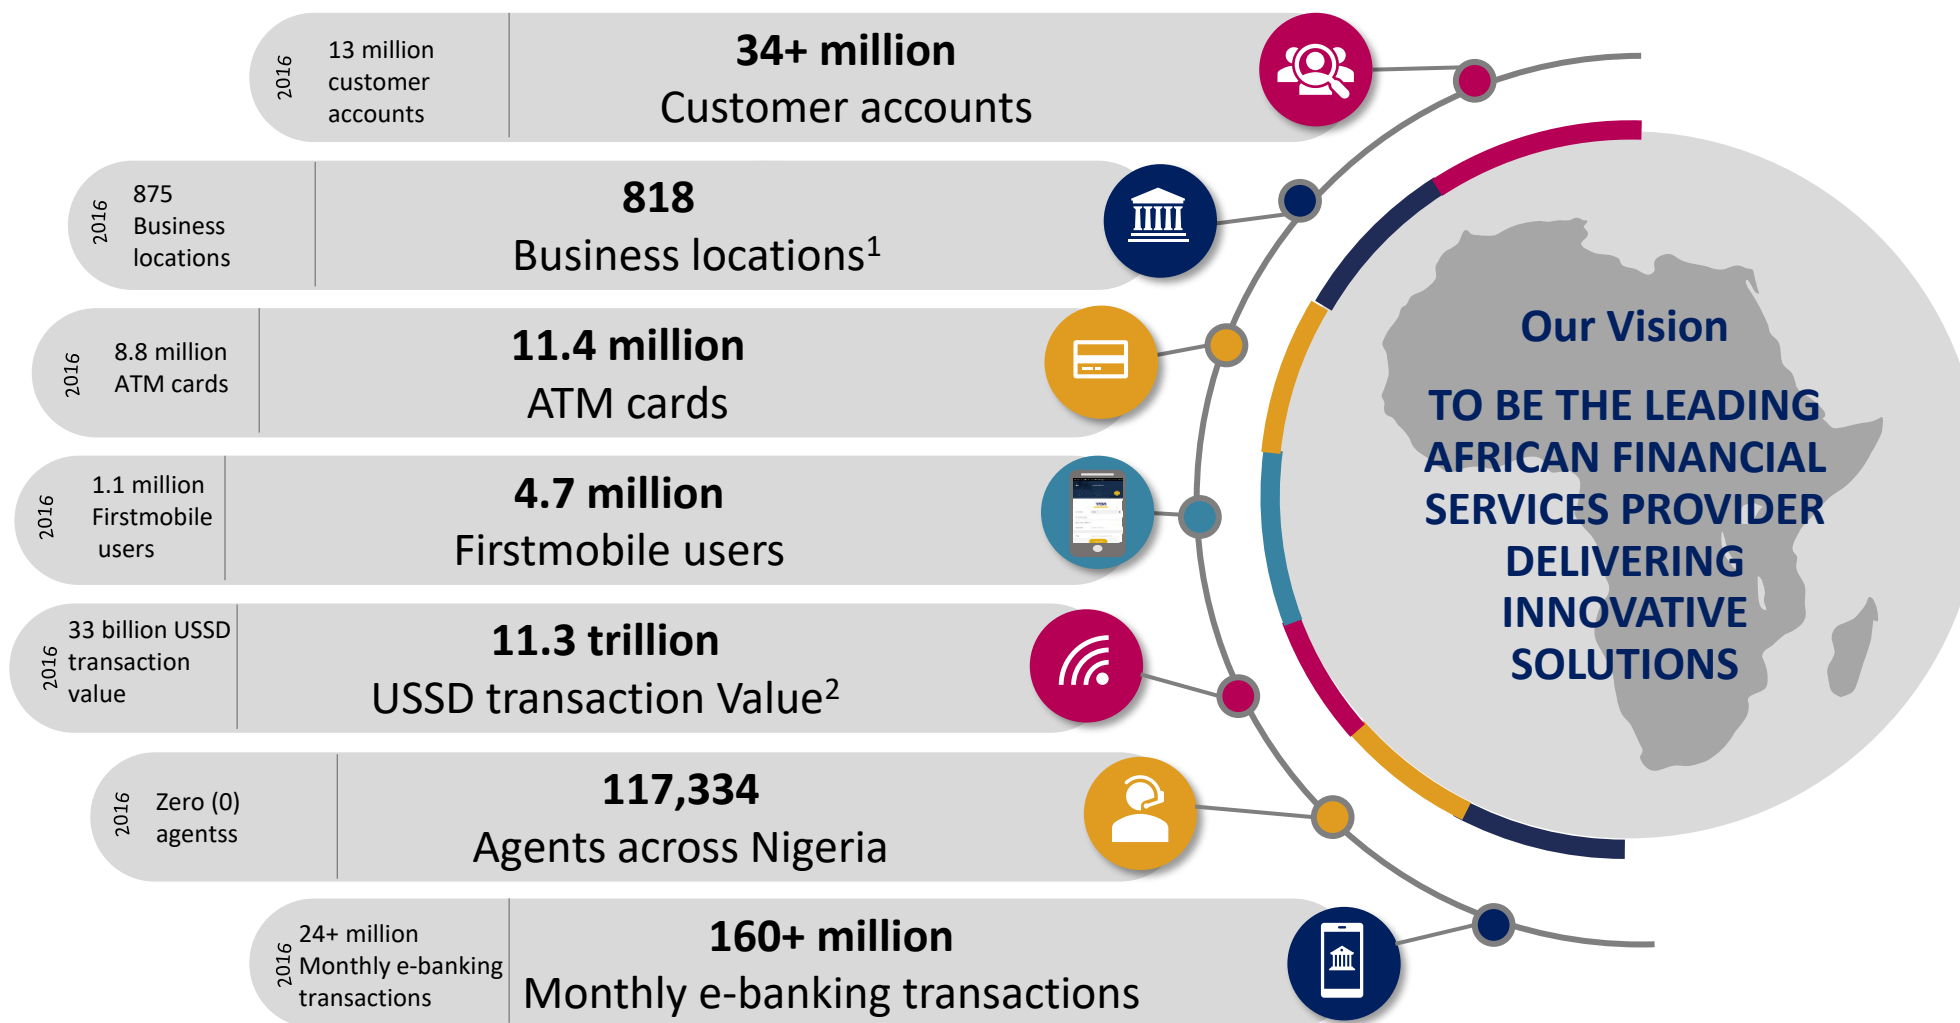 2016
13 million
customer
accounts
34+ million
Customer accounts
2016
875
Business
locations
818
Business locations¹
2016
8.8 million
ATM cards
11.4 million
ATM cards
2016
1.1 million
Firstmobile
users
4.7 million
Firstmobile users
2016
33 billion USSD
transaction
value
11.3 trillion
USSD transaction Value²
2016
Zero (0)
agentss
117,334
Agents across Nigeria
2016
24+ million
Monthly e-banking
transactions
160+ million
Monthly e-banking transactions
Our Vision
TO BE THE LEADING
AFRICAN FINANCIAL
SERVICES PROVIDER
DELIVERING
INNOVATIVE
SOLUTIONS